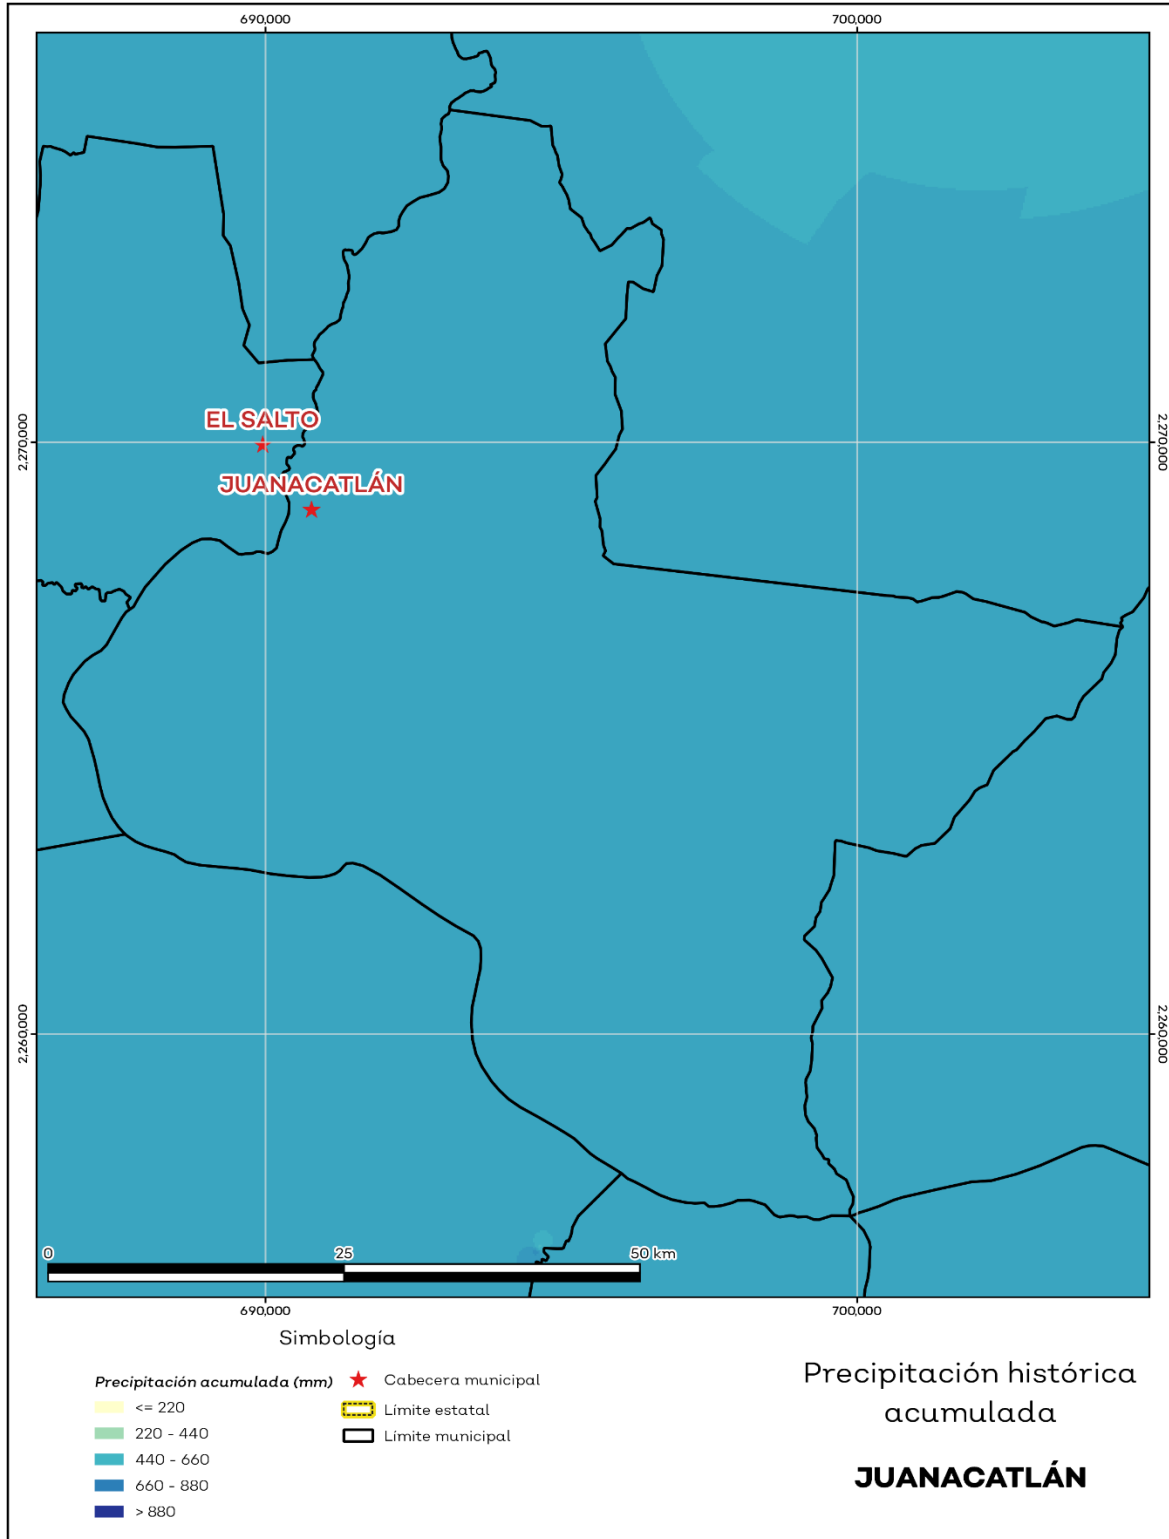 690,000
700,000
EL SALTO
2,270,000
2,270,000
JUANACATLÁN
2,260,000
2,260,000
0
25
50 km
690,000
700,000
Simbología
Precipitación acumulada (mm)
<= 220
220 - 440
440 - 660
660 - 880
> 880
Cabecera municipal
Límite estatal
Límite municipal
Precipitación histórica
acumulada
JUANACATLÁN